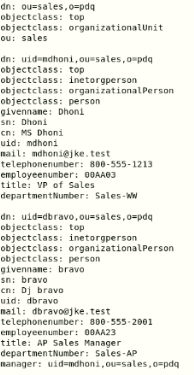 dn: ou=sales,o=pdq
objectclass: top
objectclass: organizationalUnit
ou: sales

dn: uid=mdhoni,ou=sales,o=pdq
objectclass: top
objectclass: inetorgperson
objectclass: organizationalPerson
objectclass: person
givenname: Dhoni
sn: Dhoni
cn: MS Dhoni
uid: mdhoni
mail: mdhoni@jke.test
telephonenumber: 800-555-1213
employeenumber: 00AA03
title: VP of Sales
departmentNumber: Sales-WW

dn: uid=dbravo,ou=sales,o=pdq
objectclass: top
objectclass: inetorgperson
objectclass: organizationalPerson
objectclass: person
givenname: bravo
sn: bravo
cn: Dj bravo
uid: dbravo
mail: dbravo@jke.test
telephonenumber: 800-555-2001
employeenumber: 00AA23
title: AP Sales Manager
departmentNumber: Sales-AP
manager: uid=mdhoni,ou=sales,o=pdq